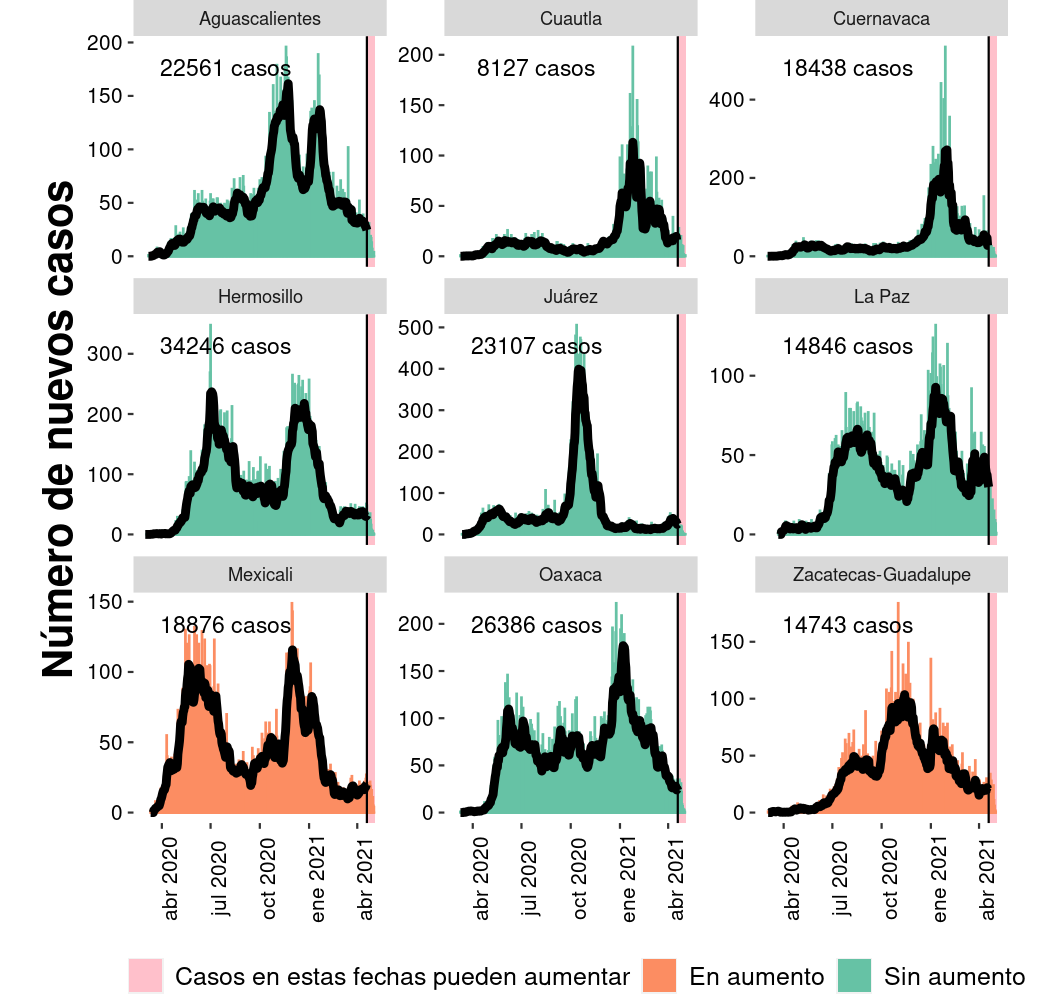 Número de nuevos casos
Aguascalientes
Cuautla
Cuernavaca
22561 casos
8127 casos
18438 casos
200
150
100
50
0
200
150
100
50
0
400
200
0
Hermosillo
Juárez
La Paz
34246 casos
23107 casos
14846 casos
300
200
100
0
500
400
300
200
100
0
100
50
0
Mexicali
Oaxaca
Zacatecas-Guadalupe
18876 casos
26386 casos
14743 casos
150
100
50
0
200
150
100
50
0
150
100
50
0
abr 2020
jul 2020
oct 2020
ene 2021
abr 2021
abr 2020
jul 2020
oct 2020
ene 2021
abr 2021
abr 2020
jul 2020
oct 2020
ene 2021
abr 2021
Casos en estas fechas pueden aumentar
En aumento
Sin aumento